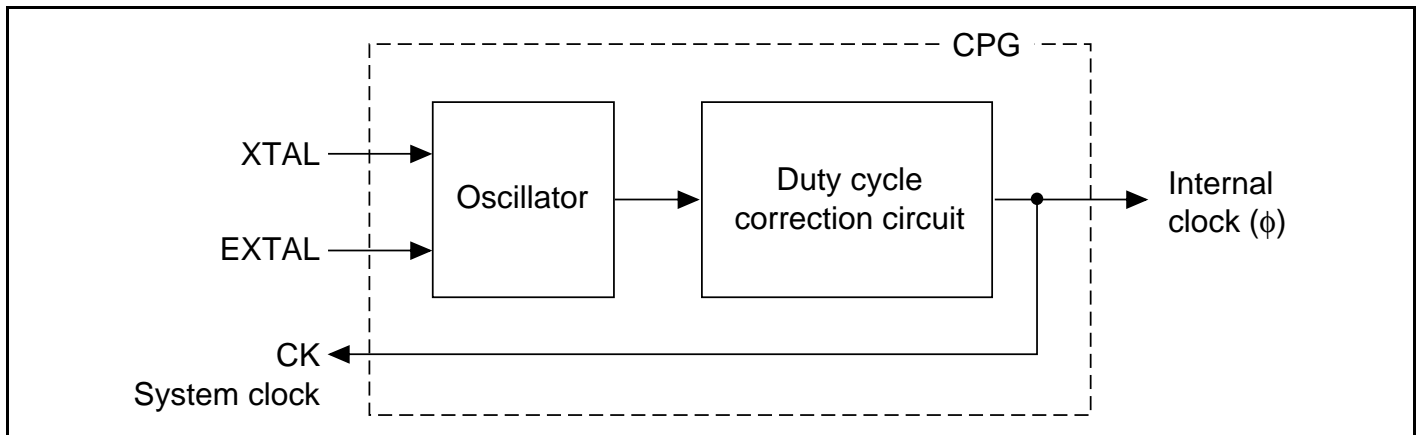 CPG
XTAL
EXTAL
Oscillator
Duty cycle
correction circuit
Internal
clock (ϕ)
CK
System clock